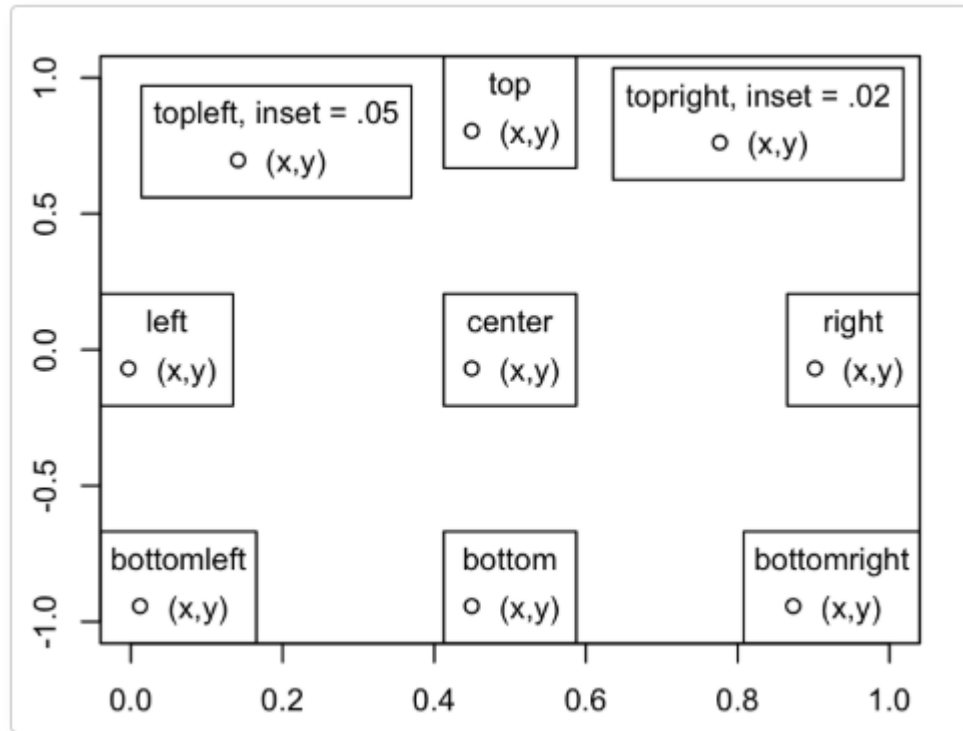 1.0
0.5
0.0
-0.5
-1.0
topleft, inset = .05
(x,y)
top
(x,y)
topright, inset = .02
(x,y)
left
(x,y)
center
(x,y)
right
(x,y)
bottomleft
(x,y)
bottom
(x,y)
bottomright
(x,y)
0.0 0.2 0.4 0.6 0.8 1.0